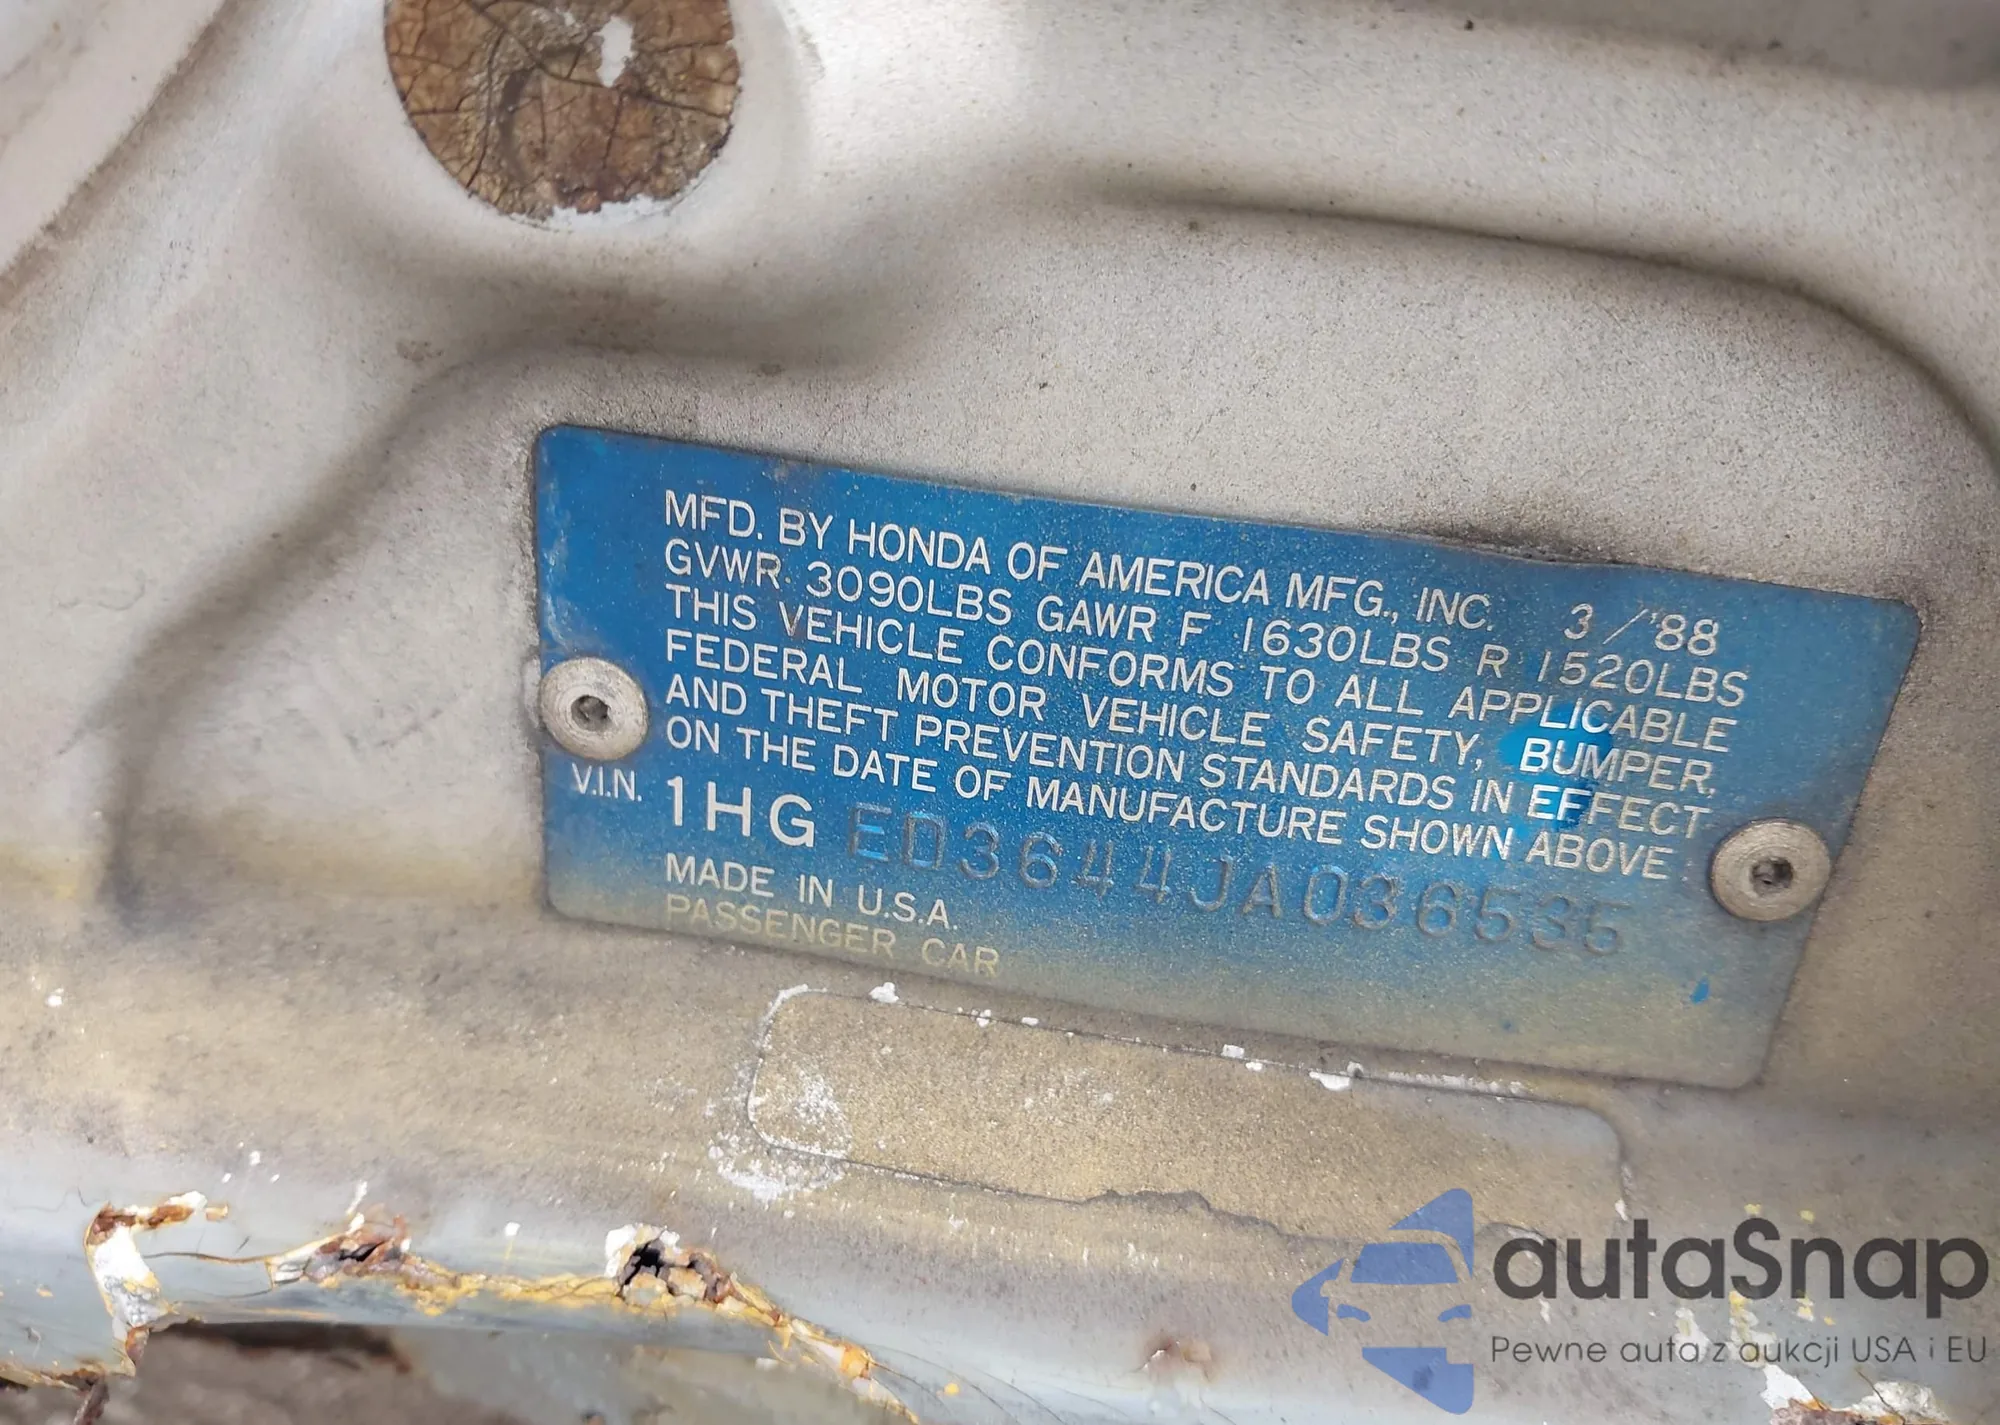 MFD. BY HONDA OF AMERICA MFG., INC. 3 / '88
GVWR 3090LBS GAWR F 1630LBS R 1520LBS
THIS VEHICLE CONFORMS TO ALL APPLICABLE
FEDERAL MOTOR VEHICLE SAFETY, BUMPER,
AND THEFT PREVENTION STANDARDS IN EFFECT
ON THE DATE OF MANUFACTURE SHOWN ABOVE.
V.I.N. 1HG ED3644JA036535
MADE IN U.S.A.
PASSENGER CAR
autaSnap
Pewne auta z aukcji USA i EU